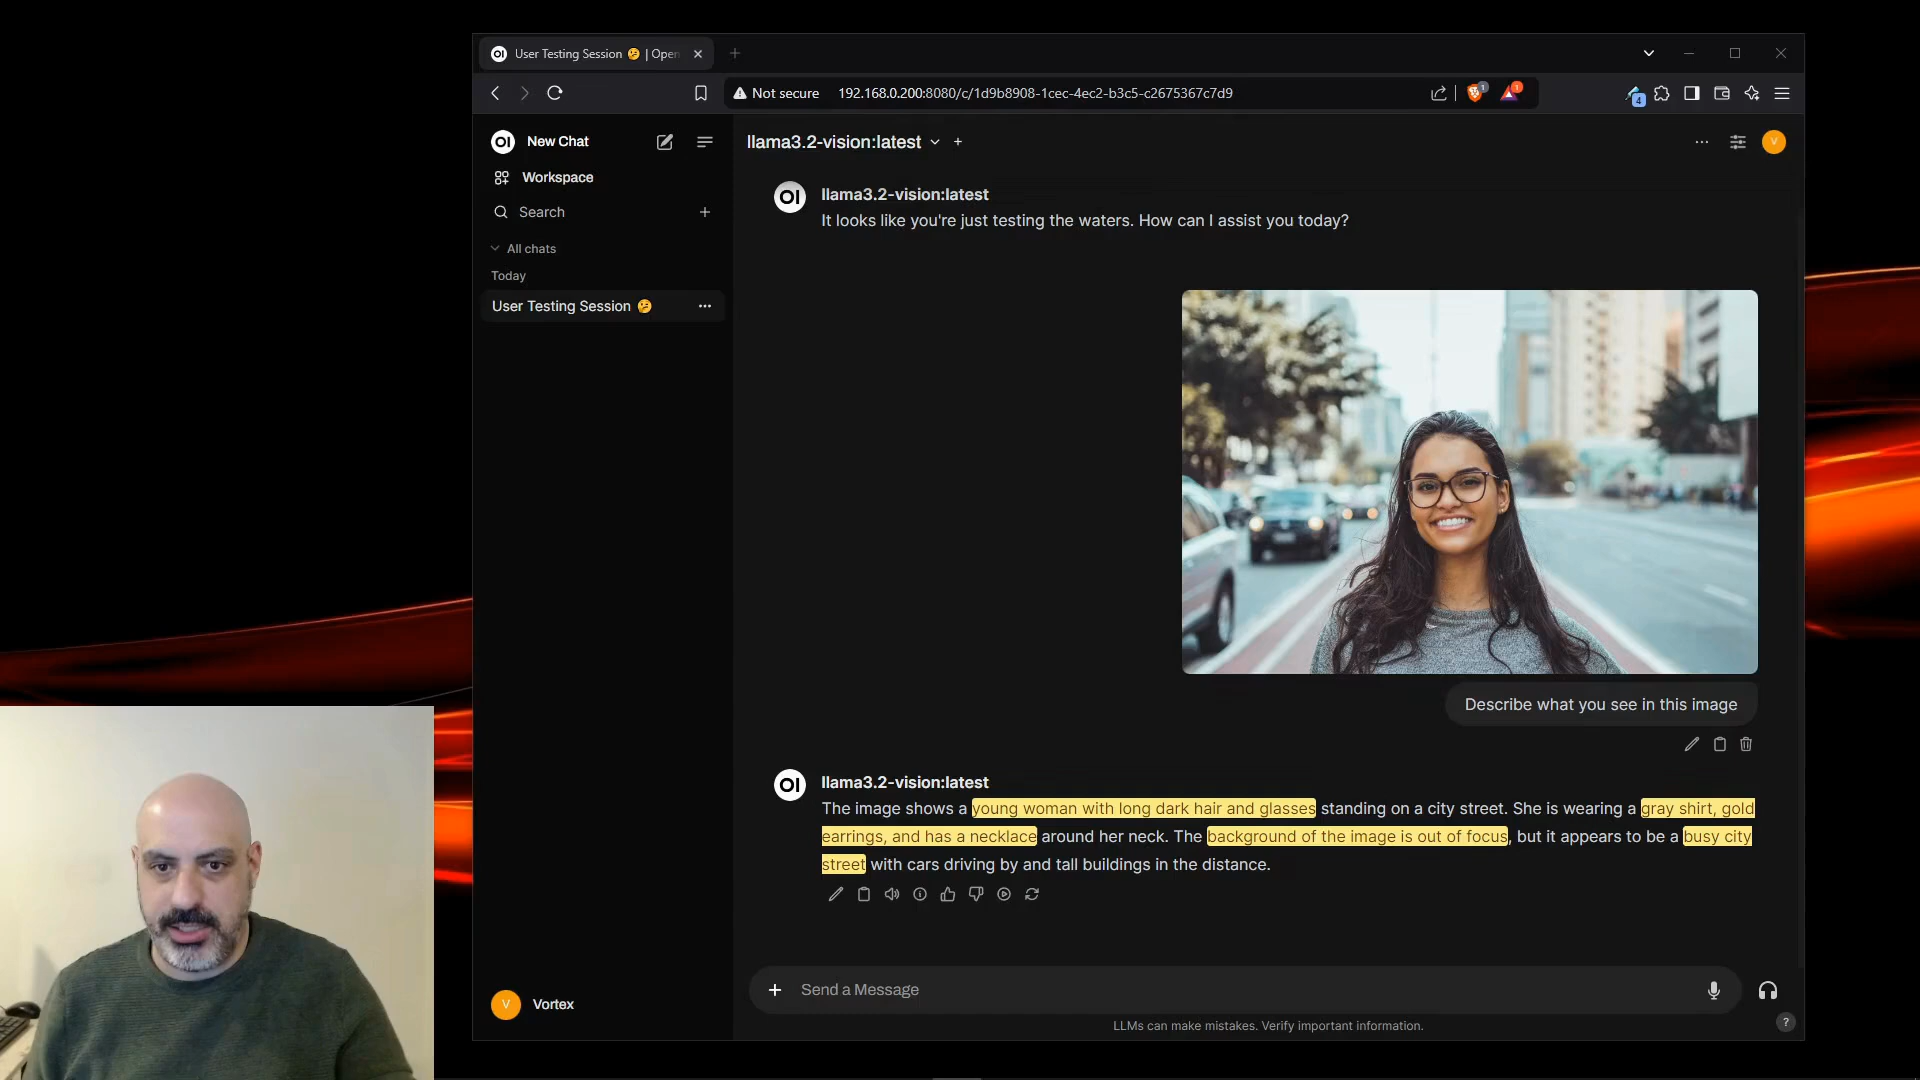 User Testing Session 🤔 | Open
Not secure 192.168.0.200:8080/c/1d9b8908-1cec-4ec2-b3c5-c2675367c7d9
1
1
4
OI New Chat
Workspace
Search
All chats
Today
User Testing Session 🤔
V Vortex
llama3.2-vision:latest
V
OI llama3.2-vision:latest
It looks like you're just testing the waters. How can I assist you today?
Describe what you see in this image
OI llama3.2-vision:latest
The image shows a young woman with long dark hair and glasses standing on a city street. She is wearing a gray shirt, gold
earrings, and has a necklace around her neck. The background of the image is out of focus, but it appears to be a busy city
street with cars driving by and tall buildings in the distance.
Send a Message
LLMs can make mistakes. Verify important information.
?